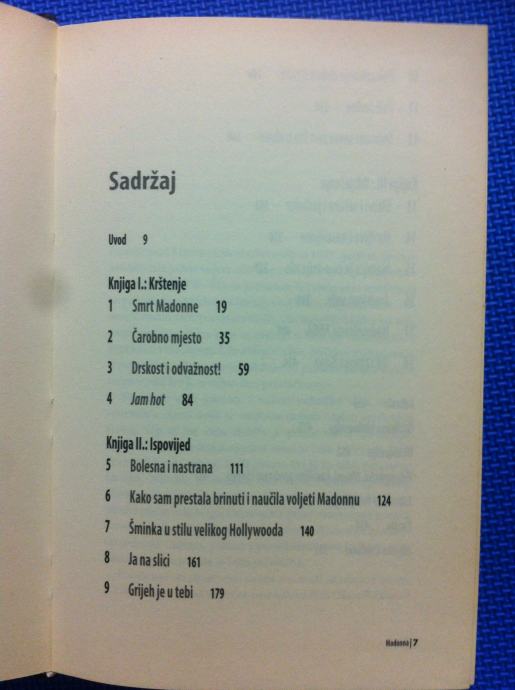 Sadržaj
Uvod 9
Knjiga I.: Krštenje
1 Smrt Madonne 19
2 Čarobno mjesto 35
3 Drskost i odvažnost! 59
4 Jam hot 84
Knjiga II.: Ispovijed
5 Bolesna i nastrana 111
6 Kako sam prestala brinuti i naučila voljeti Madonnu 124
7 Šminka u stilu velikog Hollywooda 140
8 Ja na slici 161
9 Grijeh je u tebi 179
Madonna|7